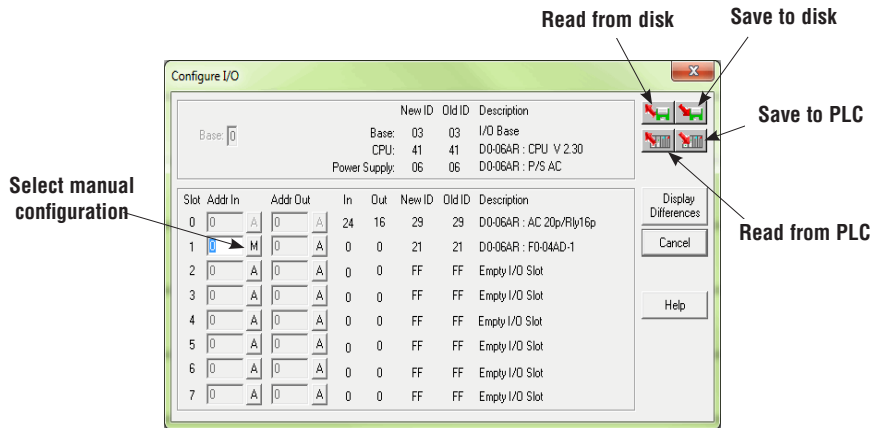 Read from disk
Save to disk
Configure I/O
X
New ID Old ID Description
Base: 0
Base: 03 03 I/O Base
CPU: 41 41 D0-06AR : CPU V 2.30
Power Supply: 06 06 D0-06AR : P/S AC
Save to PLC
Select manual
configuration
Slot Addr In Addr Out In Out New ID Old ID Description
0 0 A 0 A 24 16 29 29 D0-06AR : AC 20p/Rly16p
1 0 M 0 A 0 0 21 21 D0-06AR : F0-04AD-1
2 0 A 0 A 0 0 FF FF Empty I/O Slot
3 0 A 0 A 0 0 FF FF Empty I/O Slot
4 0 A 0 A 0 0 FF FF Empty I/O Slot
5 0 A 0 A 0 0 FF FF Empty I/O Slot
6 0 A 0 A 0 0 FF FF Empty I/O Slot
7 0 A 0 A 0 0 FF FF Empty I/O Slot
Display
Differences
Cancel
Read from PLC
Help